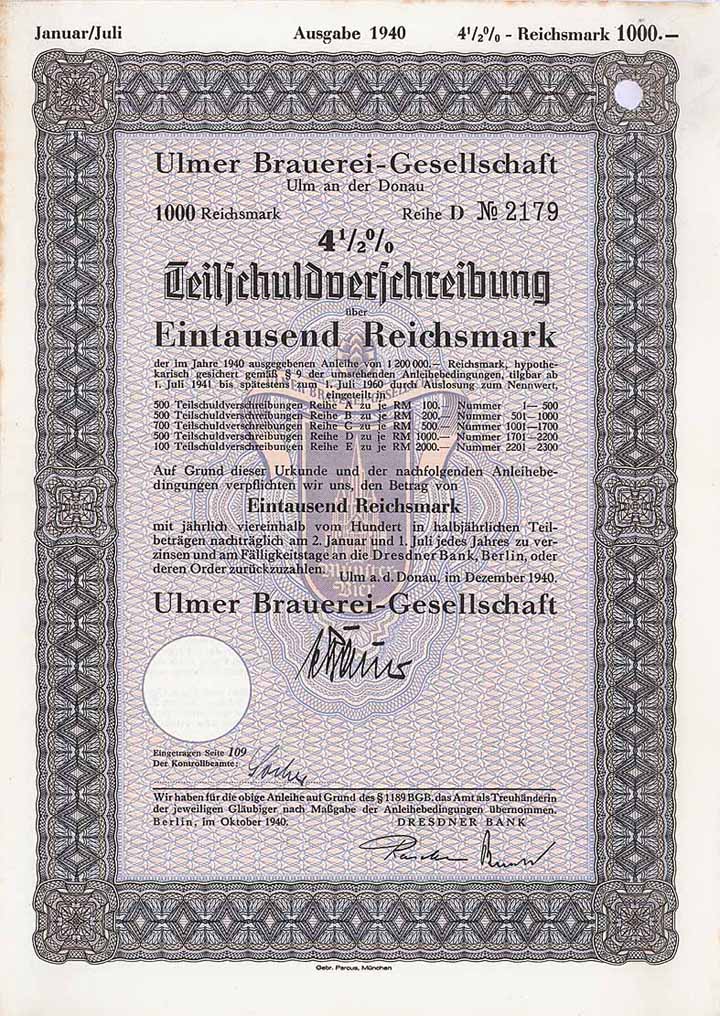 Januar/Juli Ausgabe 1940 4½% - Reichsmark 1000.—
Ulmer Brauerei-Gesellschaft
Ulm an der Donau
1000 Reichsmark Reihe D № 2179
4½%
Teilschuldverschreibung
über
Eintausend Reichsmark
der im Jahre 1940 ausgegebenen Anleihe von 1 200 000.— Reichsmark, hypothe-
karisch gesichert gemäß § 9 der umstehenden Anleihebedingungen, tilgbar ab
1. Juli 1941 bis spätestens zum 1. Juli 1960 durch Auslosung zum Nennwert,
eingeteilt in
500 Teilschuldverschreibungen Reihe A zu je RM 100.— Nummer 1— 500
500 Teilschuldverschreibungen Reihe B zu je RM 200.— Nummer 501—1000
700 Teilschuldverschreibungen Reihe C zu je RM 500.— Nummer 1001—1700
500 Teilschuldverschreibungen Reihe D zu je RM 1000.— Nummer 1701—2200
100 Teilschuldverschreibungen Reihe E zu je RM 2000.— Nummer 2201—2300
Auf Grund dieser Urkunde und der nachfolgenden Anleihebe-
dingungen verpflichten wir uns, den Betrag von
Eintausend Reichsmark
mit jährlich viereinhalb vom Hundert in halbjährlichen Teil-
beträgen nachträglich am 2. Januar und 1. Juli jedes Jahres zu ver-
zinsen und am Fälligkeitstage an die Dresdner Bank, Berlin, oder
deren Order zurückzuzahlen.
Münster
Bier
Ulm a. d. Donau, im Dezember 1940.
Ulmer Brauerei-Gesellschaft
Eingetragen Seite 109
Der Kontrollbeamte:
Wir haben für die obige Anleihe auf Grund des § 1189 BGB. das Amt als Treuhänderin
der jeweiligen Gläubiger nach Maßgabe der Anleihebedingungen übernommen.
Berlin, im Oktober 1940. DRESDNER BANK
Gebr. Parcus, München